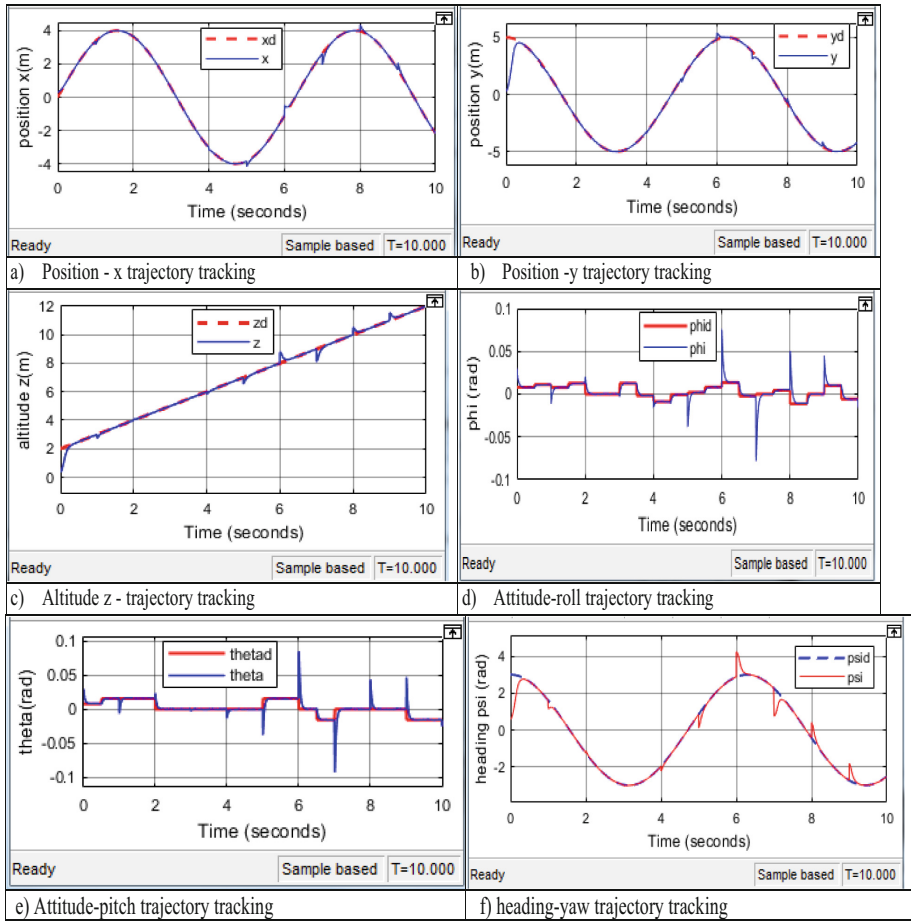 4
2
0
-2
-4
position x(m)
xd
x
0
2
4
6
8
10
Time (seconds)
Ready
Sample based
T=10.000
a) Position - x trajectory tracking
5
0
-5
position y(m)
yd
y
0
2
4
6
8
10
Time (seconds)
Ready
Sample based
T=10.000
b) Position -y trajectory tracking
12
10
8
6
4
2
0
altitude z(m)
zd
z
0
2
4
6
8
10
Time (seconds)
Ready
Sample based
T=10.000
c) Altitude z - trajectory tracking
0.1
0.05
0
-0.05
-0.1
phi (rad)
phid
phi
0
2
4
6
8
10
Time (seconds)
Ready
Sample based
T=10.000
d) Attitude-roll trajectory tracking
0.1
0.05
0
-0.05
-0.1
theta(rad)
thetad
theta
0
2
4
6
8
10
Time (seconds)
Ready
Sample based
T=10.000
e) Attitude-pitch trajectory tracking
4
2
0
-2
heading psi (rad)
psid
psi
0
2
4
6
8
10
Time (seconds)
Ready
Sample based
T=10.000
f) heading-yaw trajectory tracking